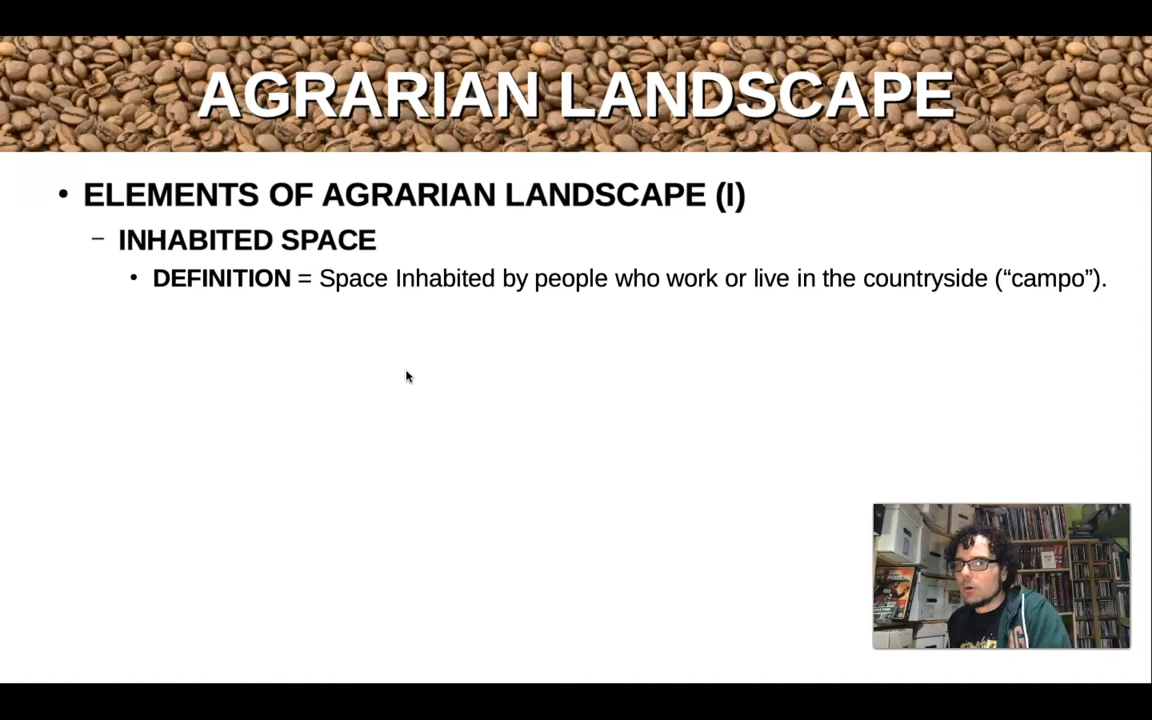 AGRARIAN LANDSCAPE
• ELEMENTS OF AGRARIAN LANDSCAPE (I)
– INHABITED SPACE
• DEFINITION = Space Inhabited by people who work or live in the countryside (“campo”).